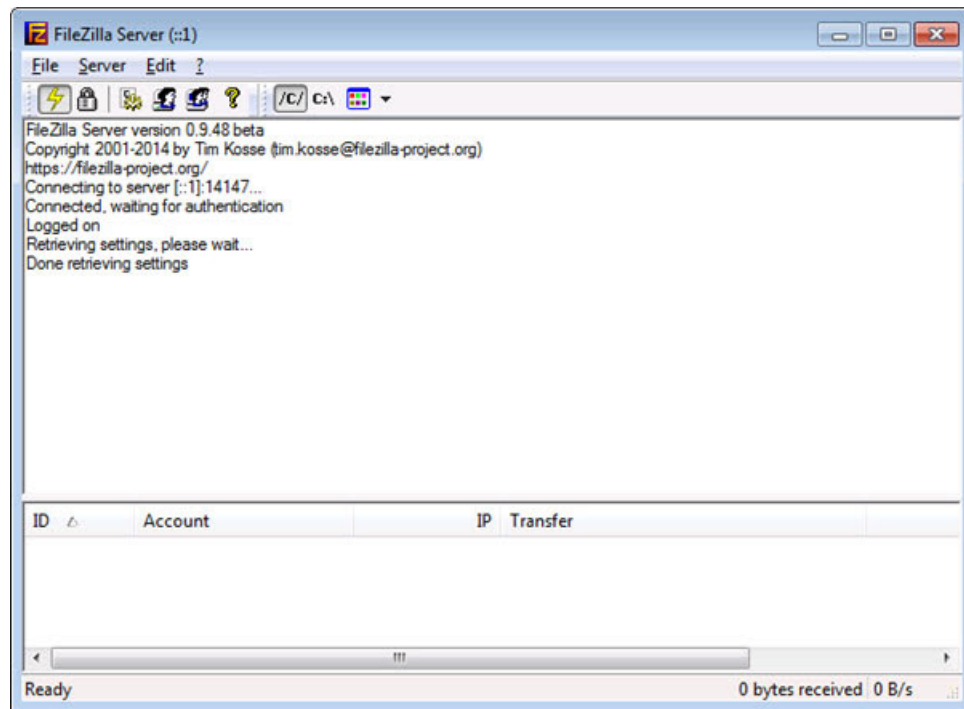 FileZilla Server (::1)
File Server Edit ?
/C/ C:\
FileZilla Server version 0.9.48 beta
Copyright 2001-2014 by Tim Kosse (tim.kosse@filezilla-project.org)
https://filezilla-project.org/
Connecting to server [::1]:14147...
Connected, waiting for authentication
Logged on
Retrieving settings, please wait...
Done retrieving settings
ID Account IP Transfer
Ready 0 bytes received 0 B/s